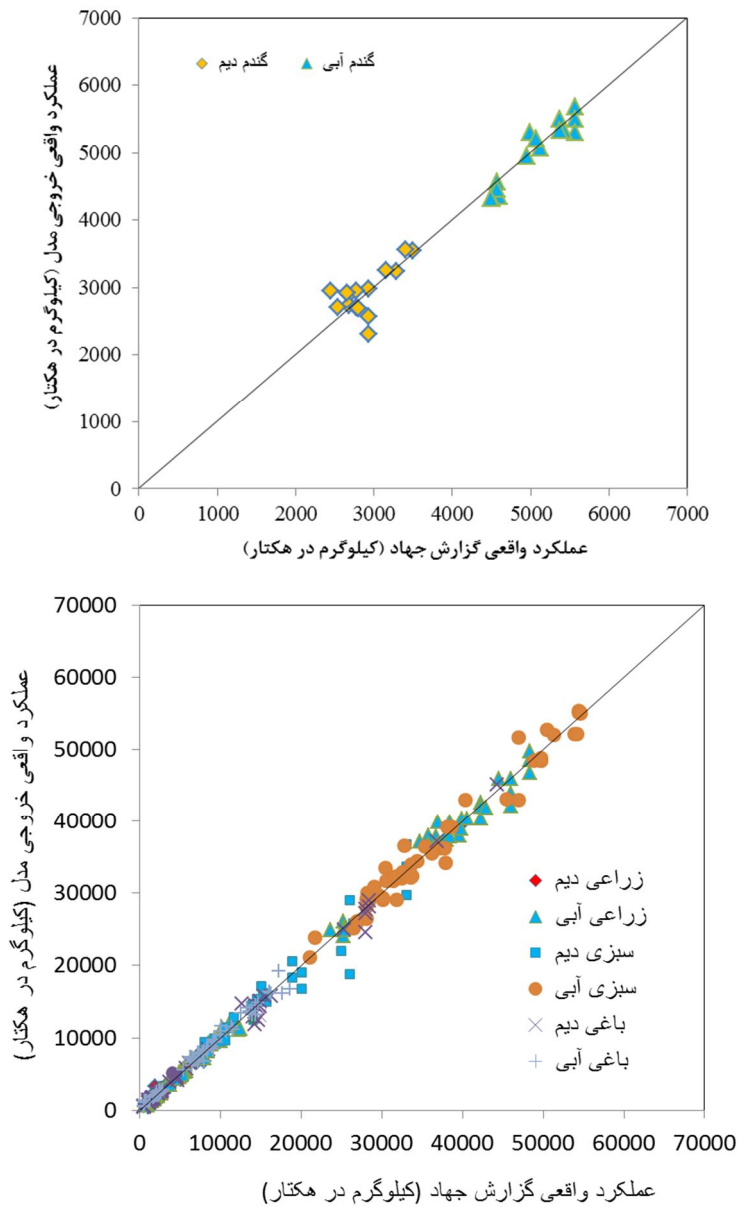 7000
6000
5000
4000
3000
2000
1000
0
گندم دیم
گندم آبی
عملکرد واقعی خروجی مدل (کیلوگرم در هکتار)
0 1000 2000 3000 4000 5000 6000 7000
عملکرد واقعی گزارش جهاد (کیلوگرم در هکتار)
70000
60000
50000
40000
30000
20000
10000
0
عملکرد واقعی خروجی مدل (کیلوگرم در هکتار)
زراعی دیم
زراعی آبی
سبزی دیم
سبزی آبی
باغی دیم
باغی آبی
0 10000 20000 30000 40000 50000 60000 70000
عملکرد واقعی گزارش جهاد (کیلوگرم در هکتار)